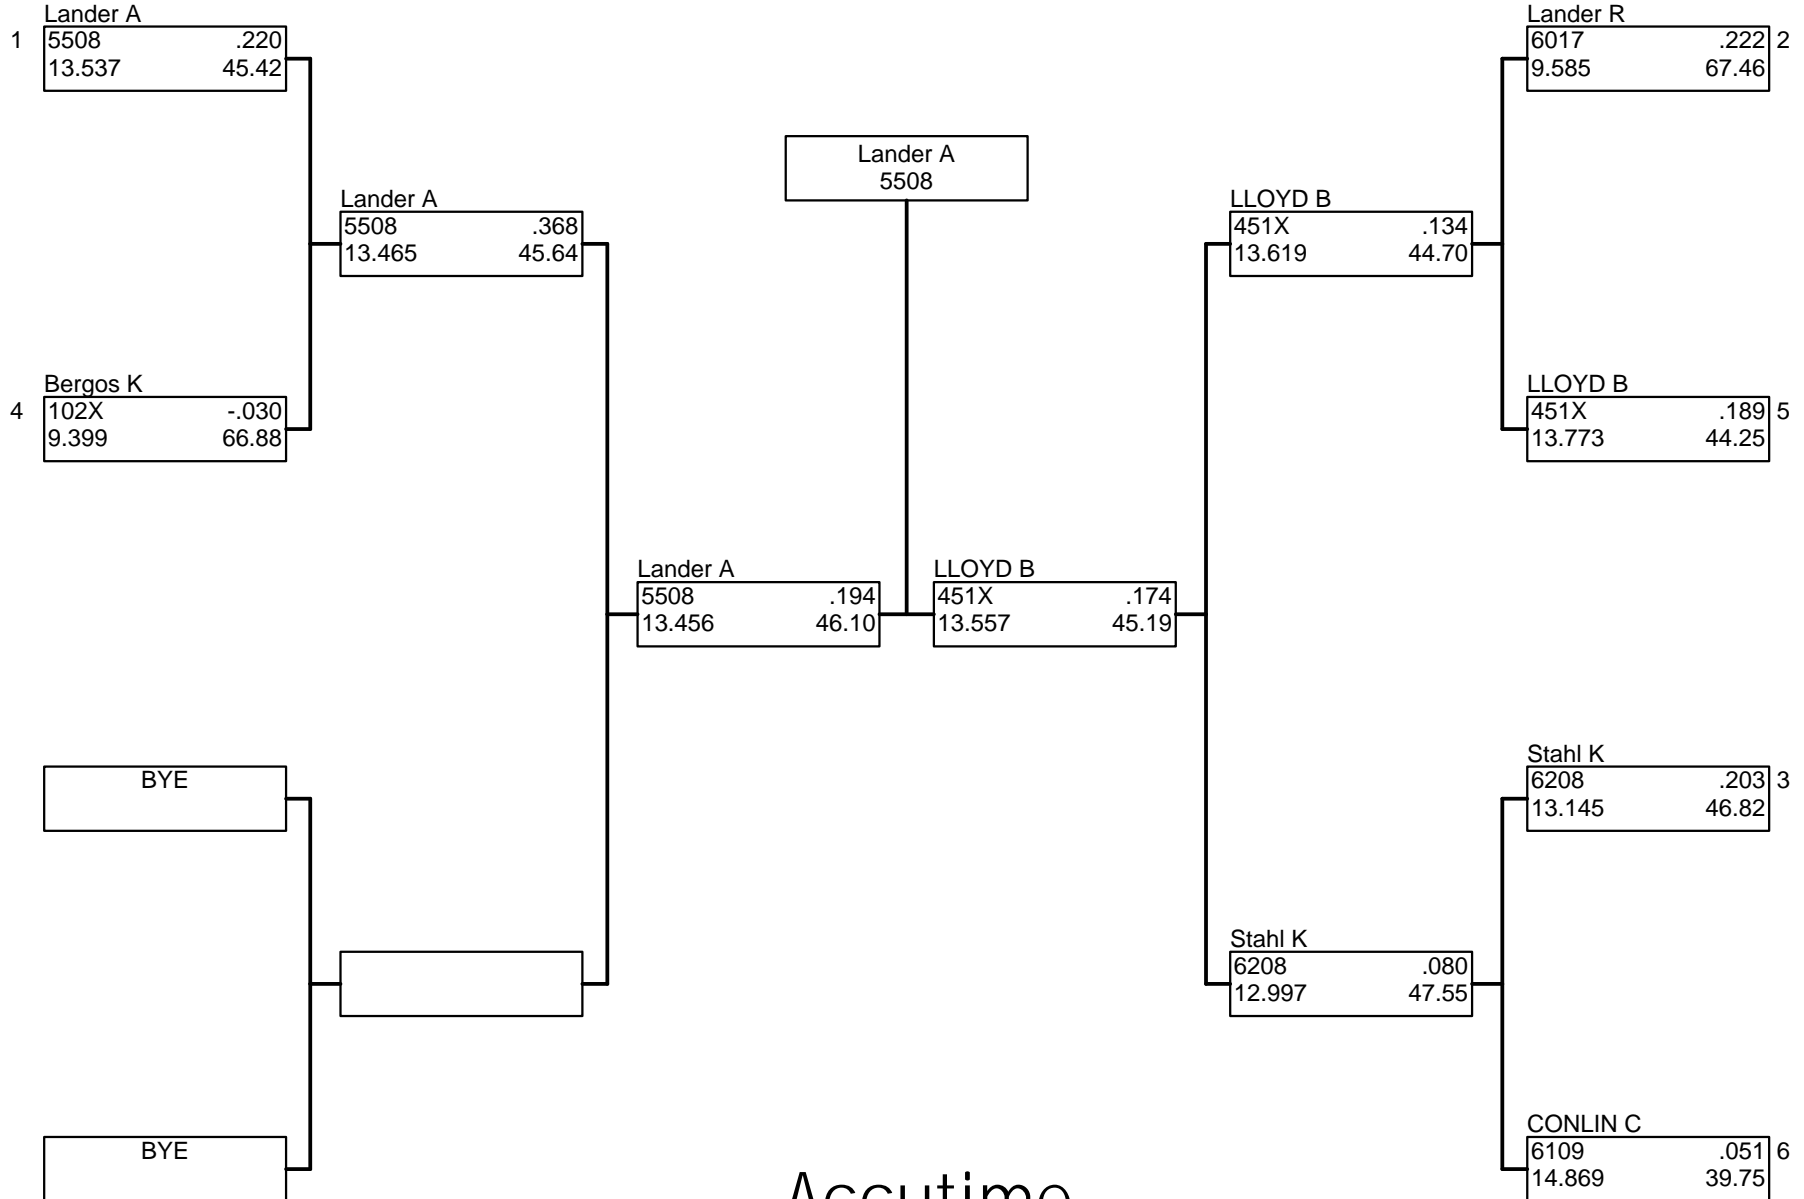 Lander A
1
5508 .220
13.537 45.42
Bergos K
4
102X -.030
9.399 66.88
BYE
BYE
Lander A
5508 .368
13.465 45.64
Lander A
5508 .194
13.456 46.10
Lander A
5508
LLOYD B
451X .174
13.557 45.19
LLOYD B
451X .134
13.619 44.70
Stahl K
6208 .080
12.997 47.55
Lander R
6017 .222 2
9.585 67.46
LLOYD B
451X .189 5
13.773 44.25
Stahl K
6208 .203 3
13.145 46.82
CONLIN C
6109 .051 6
14.869 39.75
Accutime